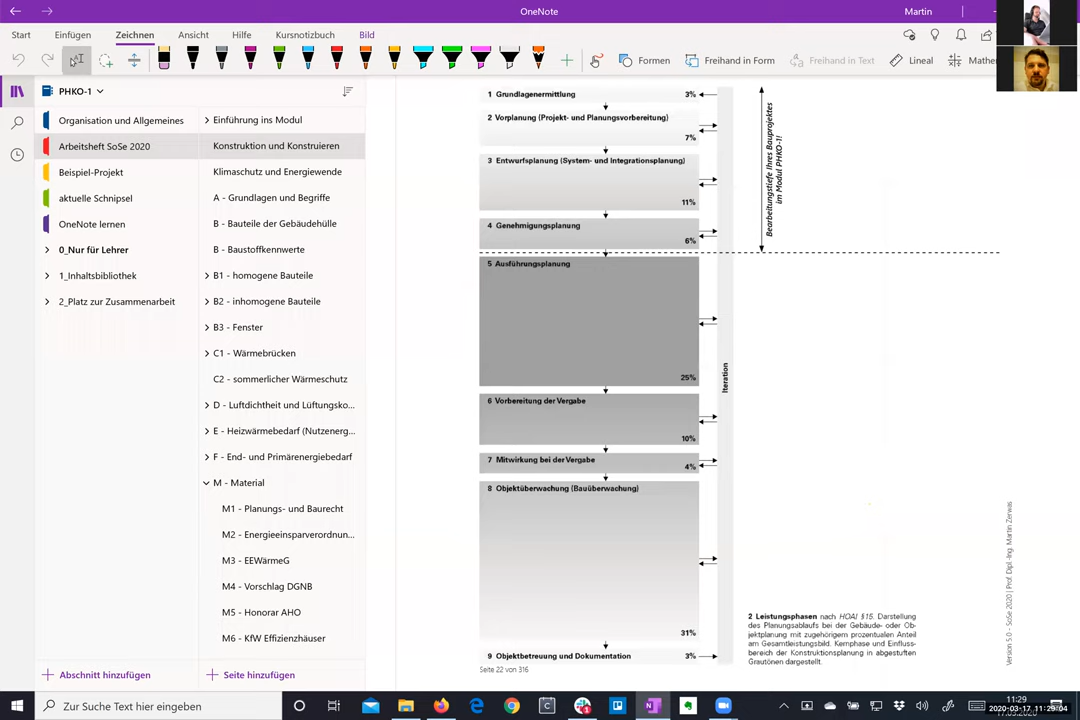 OneNote
Martin
Start
Einfügen
Zeichnen
Ansicht
Hilfe
Kursnotizbuch
Bild
Formen
Freihand in Form
Freihand in Text
Lineal
PHKO-1
Organisation und Allgemeines
Arbeitsheft SoSe 2020
Beispiel-Projekt
aktuelle Schnipsel
OneNote lernen
0_Nur für Lehrer
1_Inhaltsbibliothek
2_Platz zur Zusammenarbeit
Einführung ins Modul
Konstruktion und Konstruieren
Klimaschutz und Energiewende
A - Grundlagen und Begriffe
B - Bauteile der Gebäudehülle
B - Baustoffkennwerte
B1 - homogene Bauteile
B2 - inhomogene Bauteile
B3 - Fenster
C1 - Wärmebrücken
C2 - sommerlicher Wärmeschutz
D - Luftdichtheit und Lüftungsko...
E - Heizwärmebedarf (Nutzenerg...
F - End- und Primärenergiebedarf
M - Material
M1 - Planungs- und Baurecht
M2 - Energieeinsparverordnun...
M3 - EEWärmeG
M4 - Vorschlag DGNB
M5 - Honorar AHO
M6 - KfW Effizienzhäuser
Abschnitt hinzufügen
Seite hinzufügen
1 Grundlagenermittlung 3%
2 Vorplanung (Projekt- und Planungsvorbereitung)
7%
3 Entwurfsplanung (System- und Integrationsplanung)
11%
4 Genehmigungsplanung
6%
5 Ausführungsplanung
25%
6 Vorbereitung der Vergabe
10%
7 Mitwirkung bei der Vergabe
4%
8 Objektüberwachung (Bauüberwachung)
31%
9 Objektbetreuung und Dokumentation 3%
Iteration
Bearbeitungstiefe Ihres Bauprojektes
im Modul PHKO-1!
2 Leistungsphasen nach HOAI §15. Darstellung
des Planungsablaufs bei der Gebäude- oder Ob-
jektplanung mit zugehörigem prozentualen Anteil
am Gesamtleistungsbild. Kernphase und Einfluss-
bereich der Konstruktionsplanung in abgestuften
Grautönen dargestellt.
Version 5.0 – SoSe 2020 | Prof. Dipl.-Ing. Martin Zerwas
Seite 22 von 316
Zur Suche Text hier eingeben
11:29
2020-03-17, 11:29:04